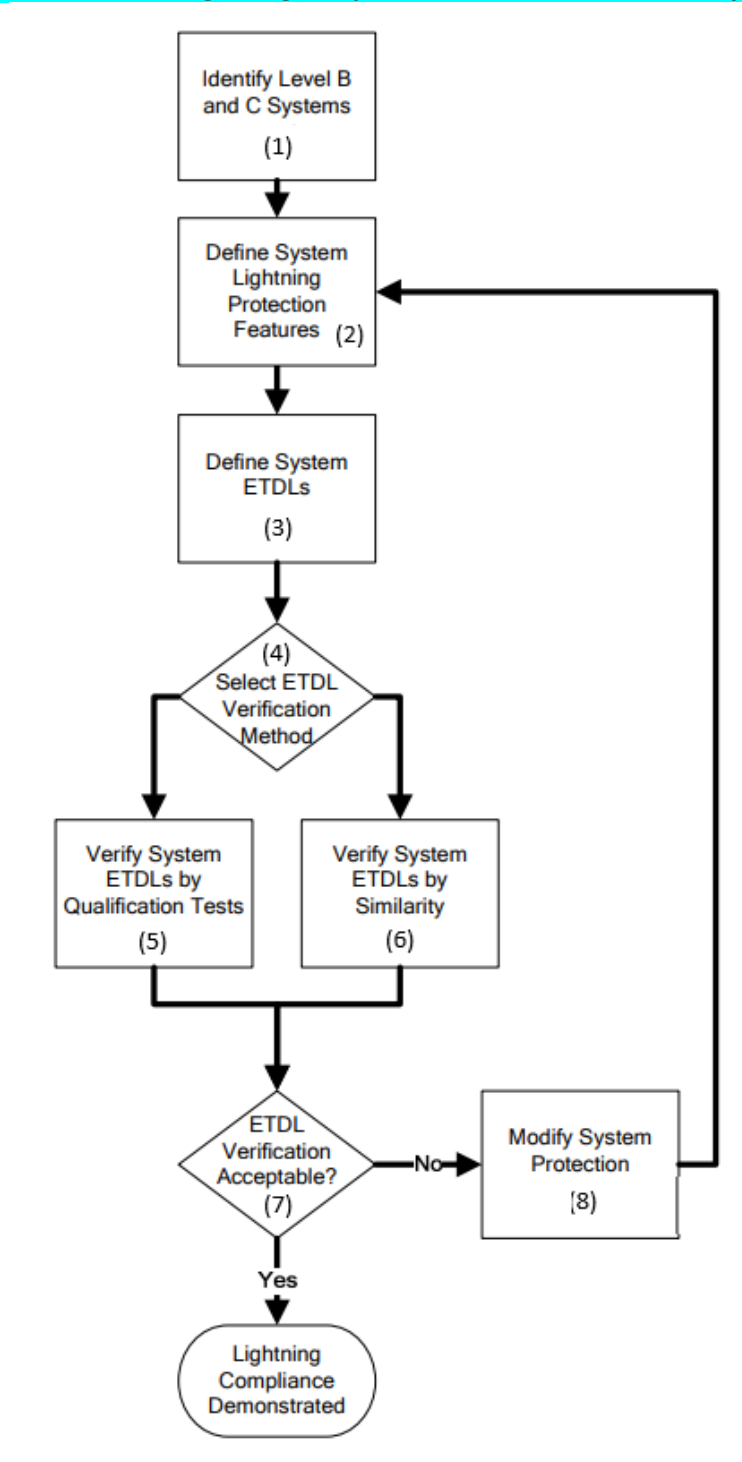 Identify Level B
and C Systems
(1)
Define System
Lightning
Protection
Features (2)
Define System
ETDLs
(3)
(4)
Select ETDL
Verification
Method
Verify System
ETDLs by
Qualification Tests
(5)
Verify System
ETDLs by
Similarity
(6)
ETDL
Verification
Acceptable?
(7)
No
Modify System
Protection
(8)
Yes
Lightning
Compliance
Demonstrated